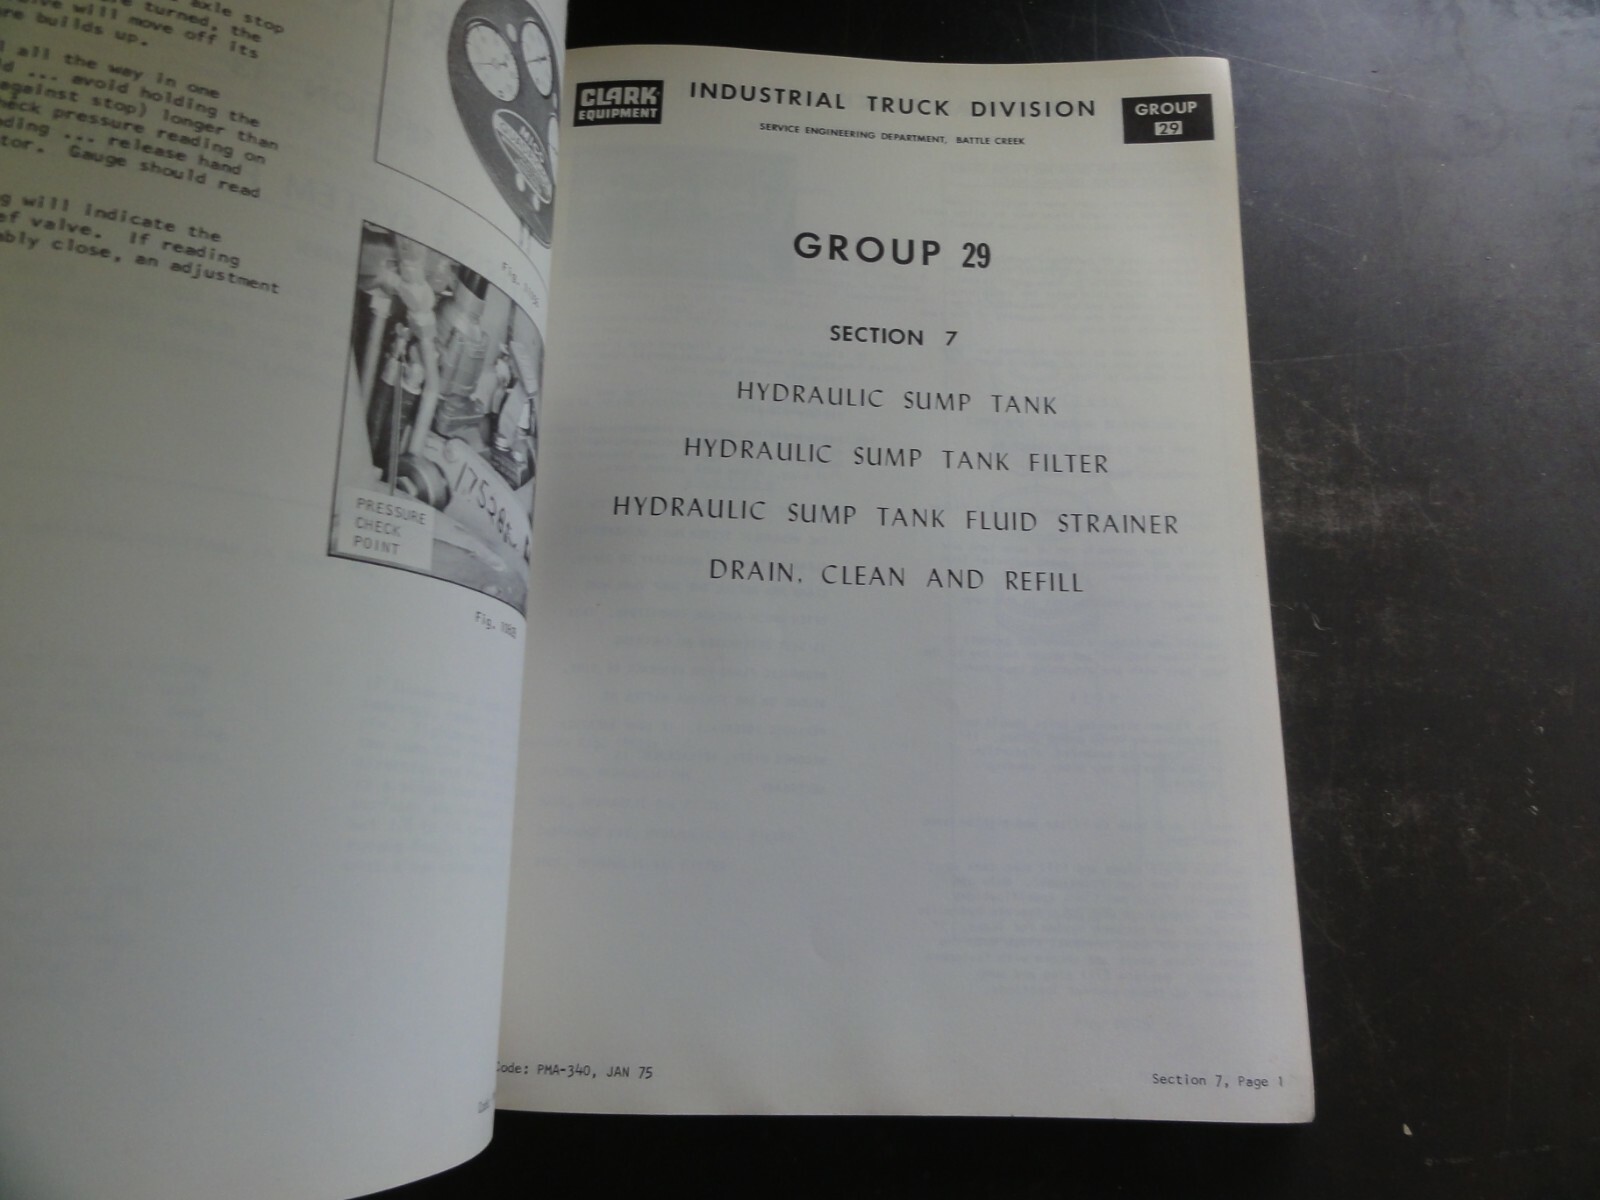 axle stop
turned, the
will move off its
builds up.
all the way in one
... avoid holding the
against stop) longer than
check pressure reading on
... release hand
Gauge should read
will indicate the
valve. If reading
close, an adjustment
MICO
Fig.
PRESSURE
CHECK
POINT
Fig.
CLARK
EQUIPMENT
INDUSTRIAL TRUCK DIVISION
SERVICE ENGINEERING DEPARTMENT, BATTLE CREEK
GROUP
29
GROUP 29
SECTION 7
HYDRAULIC SUMP TANK
HYDRAULIC SUMP TANK FILTER
HYDRAULIC SUMP TANK FLUID STRAINER
DRAIN, CLEAN AND REFILL
Code: PMA-340, JAN 75
Section 7, Page 1